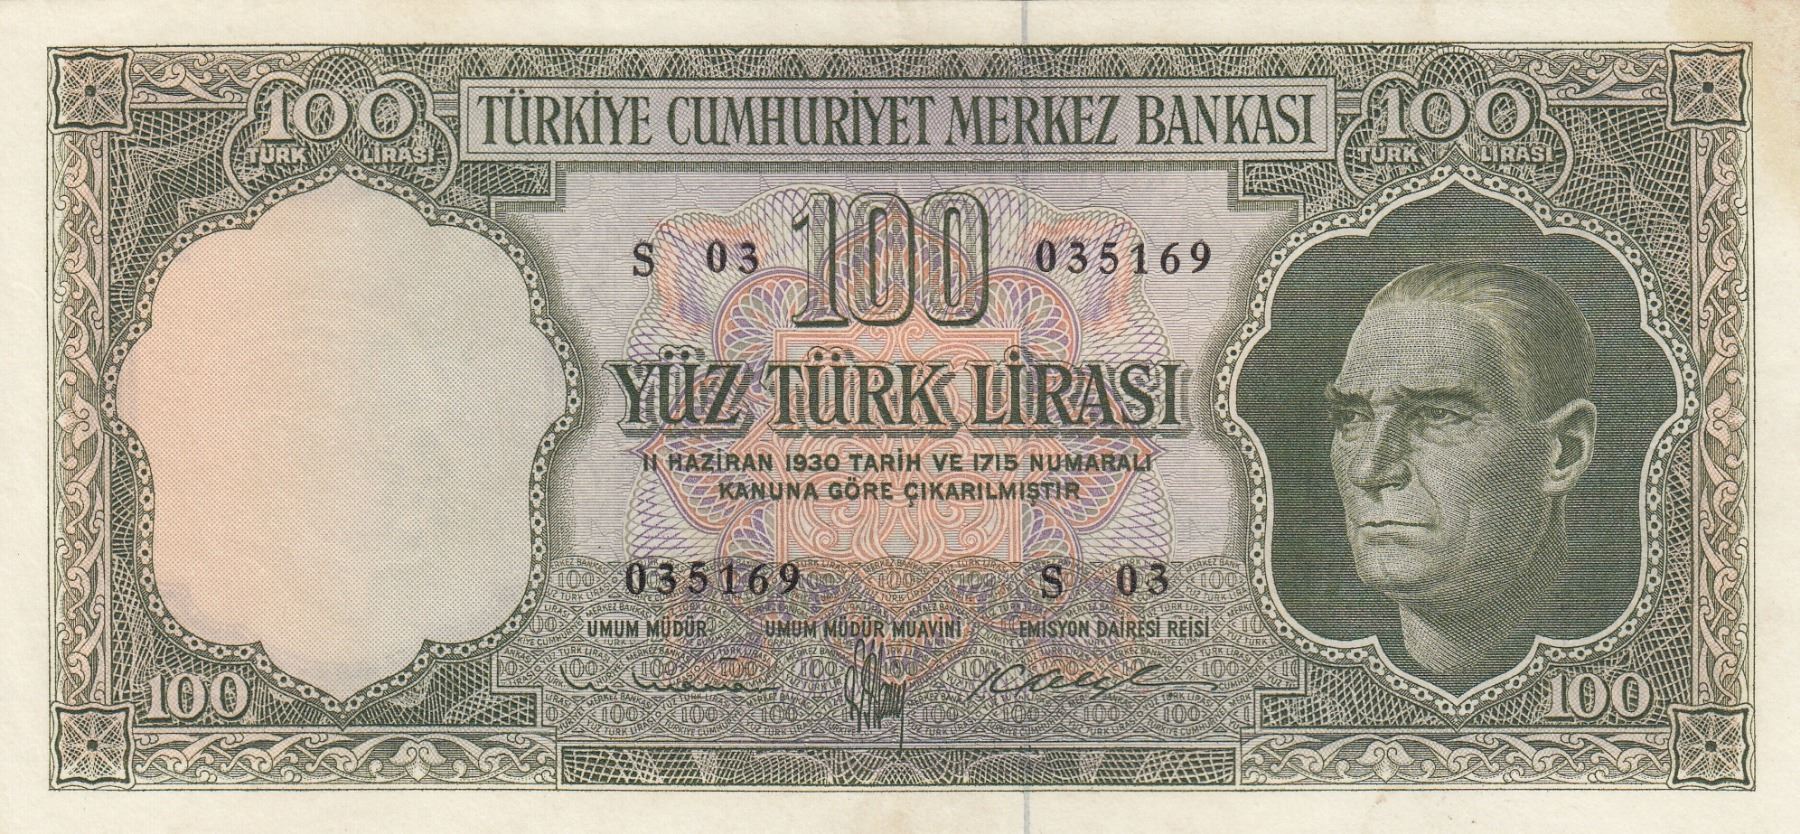 100 TÜRK LİRASI
TÜRKİYE CUMHURİYET MERKEZ BANKASI
100 TÜRK LİRASI
100
S 03 035169
YÜZ TÜRK LİRASI
11 HAZİRAN 1930 TARİH VE 1715 NUMARALI
KANUNA GÖRE ÇIKARILMIŞTIR
035169 S 03
UMUM MÜDÜR UMUM MÜDÜR MUAVİNİ EMİSYON DAİRESİ REİSİ
100 100